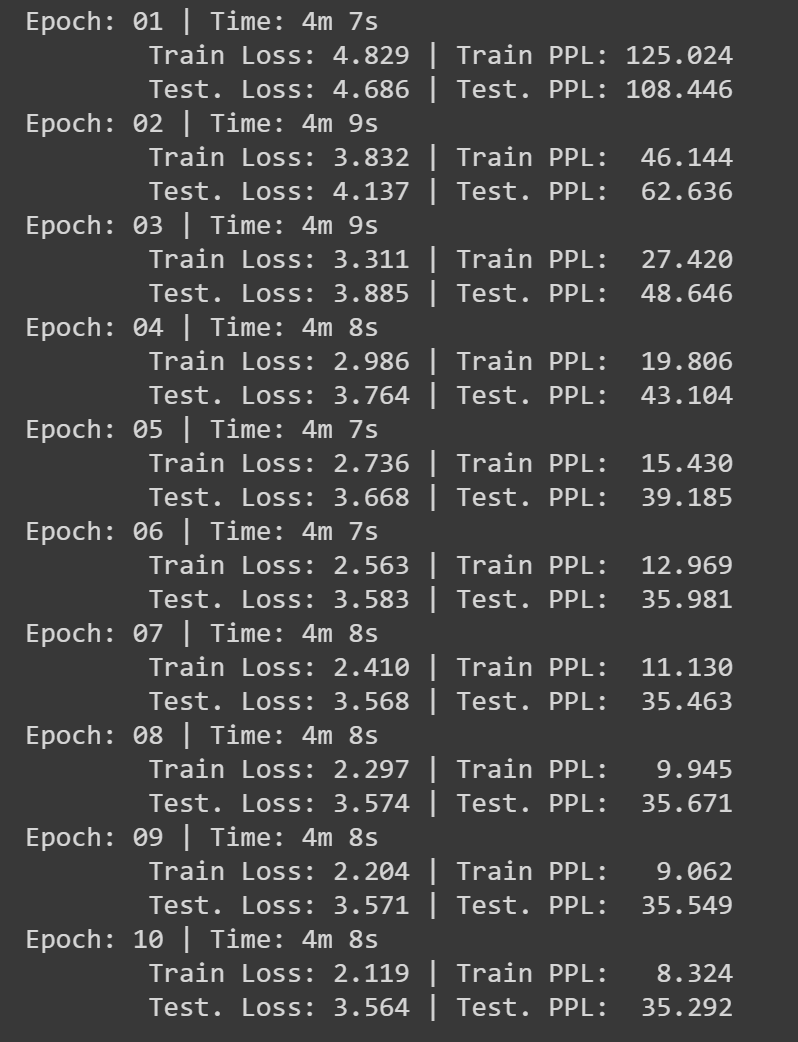 Epoch: 01 | Time: 4m 7s
Train Loss: 4.829 | Train PPL: 125.024
Test. Loss: 4.686 | Test. PPL: 108.446
Epoch: 02 | Time: 4m 9s
Train Loss: 3.832 | Train PPL:  46.144
Test. Loss: 4.137 | Test. PPL:  62.636
Epoch: 03 | Time: 4m 9s
Train Loss: 3.311 | Train PPL:  27.420
Test. Loss: 3.885 | Test. PPL:  48.646
Epoch: 04 | Time: 4m 8s
Train Loss: 2.986 | Train PPL:  19.806
Test. Loss: 3.764 | Test. PPL:  43.104
Epoch: 05 | Time: 4m 7s
Train Loss: 2.736 | Train PPL:  15.430
Test. Loss: 3.668 | Test. PPL:  39.185
Epoch: 06 | Time: 4m 7s
Train Loss: 2.563 | Train PPL:  12.969
Test. Loss: 3.583 | Test. PPL:  35.981
Epoch: 07 | Time: 4m 8s
Train Loss: 2.410 | Train PPL:  11.130
Test. Loss: 3.568 | Test. PPL:  35.463
Epoch: 08 | Time: 4m 8s
Train Loss: 2.297 | Train PPL:   9.945
Test. Loss: 3.574 | Test. PPL:  35.671
Epoch: 09 | Time: 4m 8s
Train Loss: 2.204 | Train PPL:   9.062
Test. Loss: 3.571 | Test. PPL:  35.549
Epoch: 10 | Time: 4m 8s
Train Loss: 2.119 | Train PPL:   8.324
Test. Loss: 3.564 | Test. PPL:  35.292